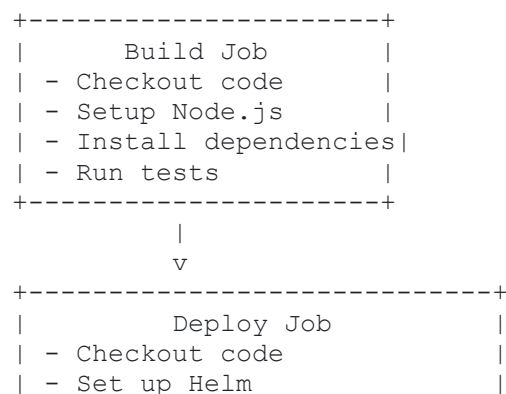 +----------------------+
|      Build Job       |
| - Checkout code      |
| - Setup Node.js      |
| - Install dependencies|
| - Run tests          |
+----------------------+
          |
          v
+-----------------------------+
|         Deploy Job          |
| - Checkout code             |
| - Set up Helm               |